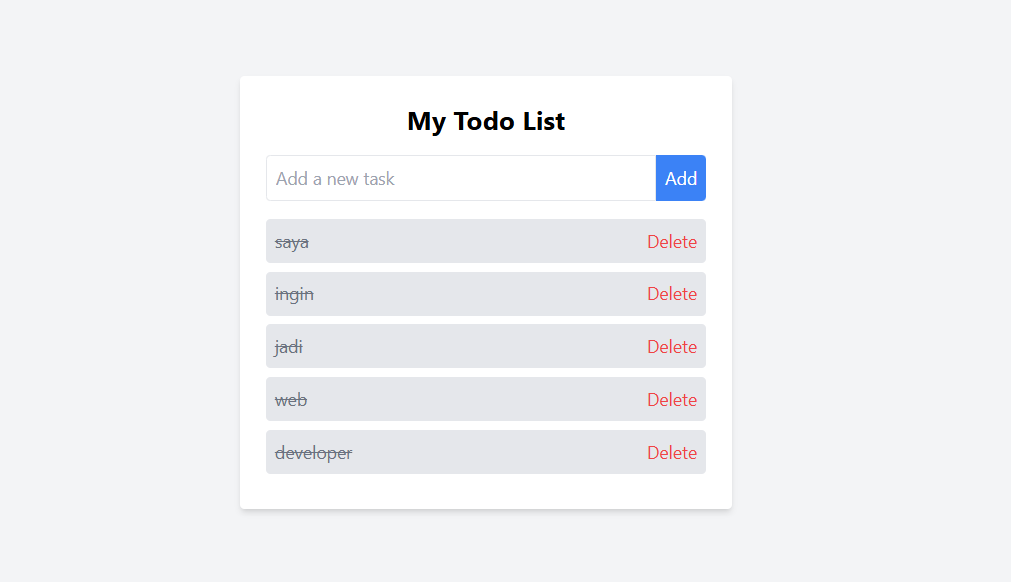 My Todo List
Add a new task Add
saya Delete
ingin Delete
jadi Delete
web Delete
developer Delete